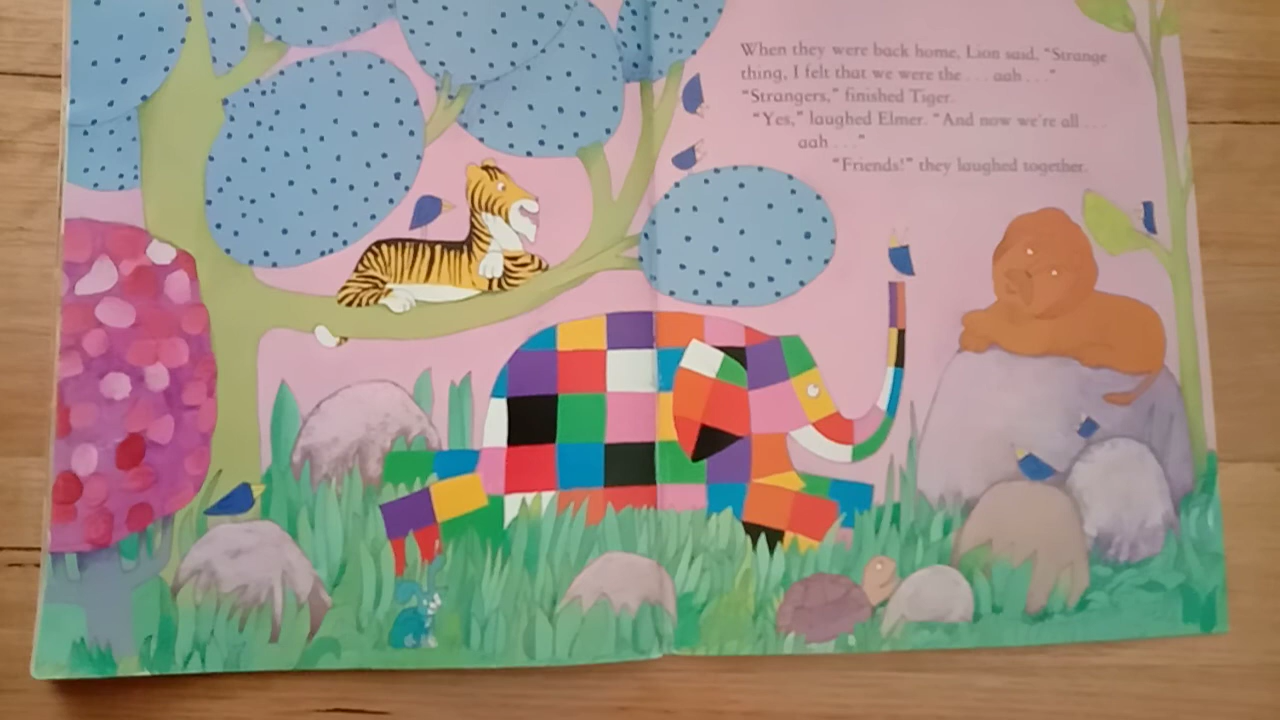 When they were back home, Lion said, "Strange
thing, I felt that we were the . . . aah . . ."
"Strangers," finished Tiger.
"Yes," laughed Elmer. "And now we're all . . .
aah . . ."
"Friends!" they laughed together.